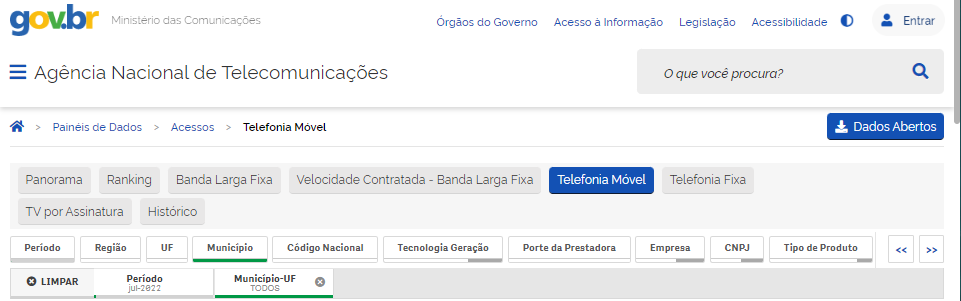 gov.br Ministério das Comunicações Órgãos do Governo Acesso à Informação Legislação Acessibilidade Entrar
Agência Nacional de Telecomunicações O que você procura?
> Painéis de Dados > Acessos > Telefonia Móvel Dados Abertos
Panorama Ranking Banda Larga Fixa Velocidade Contratada - Banda Larga Fixa Telefonia Móvel Telefonia Fixa
TV por Assinatura Histórico
Período Região UF Município Código Nacional Tecnologia Geração Porte da Prestadora Empresa CNPJ Tipo de Produto << >>
LIMPAR Período Município-UF
jul-2022 TODOS